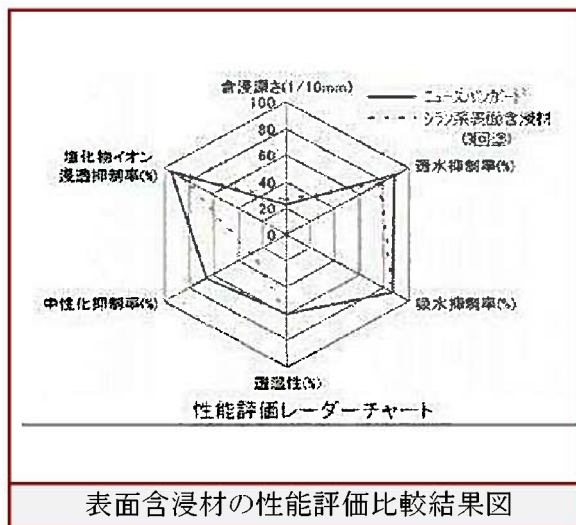 含浸深さ(1/10mm)
100
80
60
40
20
0
シラン系表面含浸材
(3回塗)
塩化物イオン
浸透抑制率(%)
透水抑制率(%)
中性化抑制率(%)
吸水抑制率(%)
透湿性(%)
性能評価レーダーチャート
表面含浸材の性能評価比較結果図